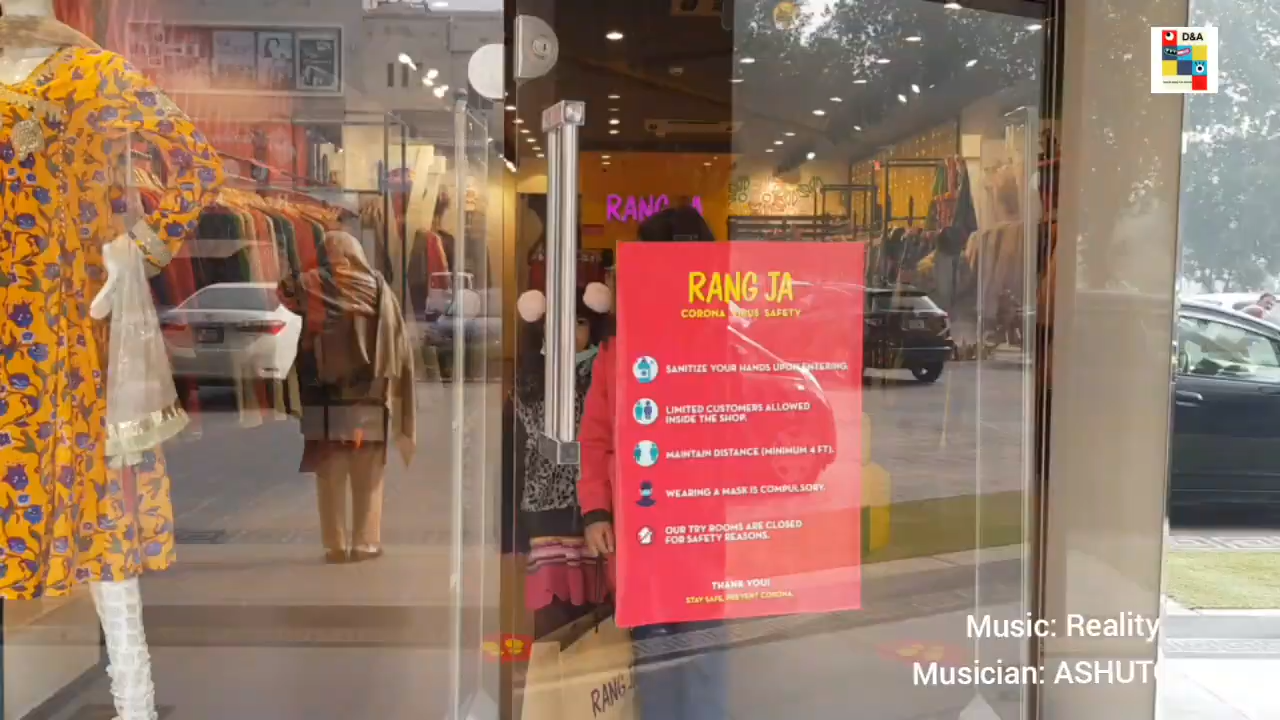 D&A
RANG JA
RANG JA
CORONA VIRUS SAFETY
SANITIZE YOUR HANDS UPON ENTERING.
LIMITED CUSTOMERS ALLOWED
INSIDE THE SHOP.
MAINTAIN DISTANCE (MINIMUM 4 FT).
WEARING A MASK IS COMPULSORY.
OUR TRY ROOMS ARE CLOSED
FOR SAFETY REASONS.
THANK YOU!
STAY SAFE, PREVENT CORONA.
RANG J
Music: Reality
Musician: ASHUT